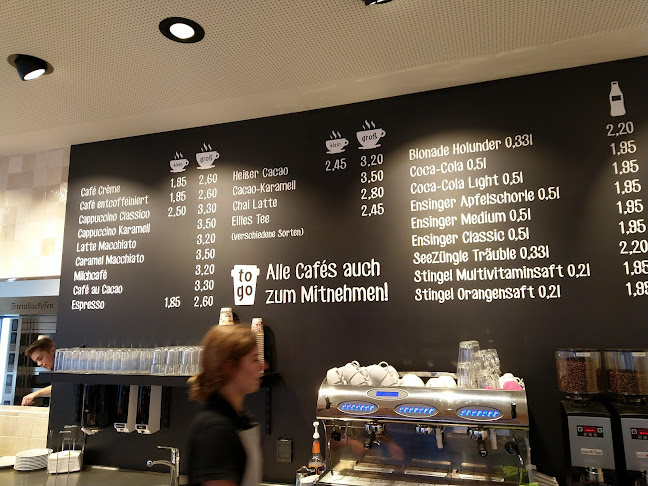 klein groß
Café Crème 1,95 2,60
Café entcoffeiniert 1,95 2,60
Cappuccino Classico 2,50 3,30
Cappuccino Karamell 3,50
Latte Macchiato 3,20
Caramel Macchiato 3,50
Milchcafé 3,20
Café au Cacao 3,30
Espresso 1,85 2,60
klein groß
Heißer Cacao 2,45 3,20
Cacao-Karamell 3,50
Chai Latte 2,80
Eilles Tee 2,45
(verschiedene Sorten)
to go
Alle Cafés auch
zum Mitnehmen!
Bionade Holunder 0,33l 2,20
Coca-Cola 0,5l 1,95
Coca-Cola Light 0,5l 1,95
Ensinger Apfelschorle 0,5l 1,95
Ensinger Medium 0,5l 1,95
Ensinger Classic 0,5l 1,95
SeeZüngle Träuble 0,33l 2,20
Stingel Multivitaminsaft 0,2l 1,95
Stingel Orangensaft 0,2l 1,95
Steinbackofen